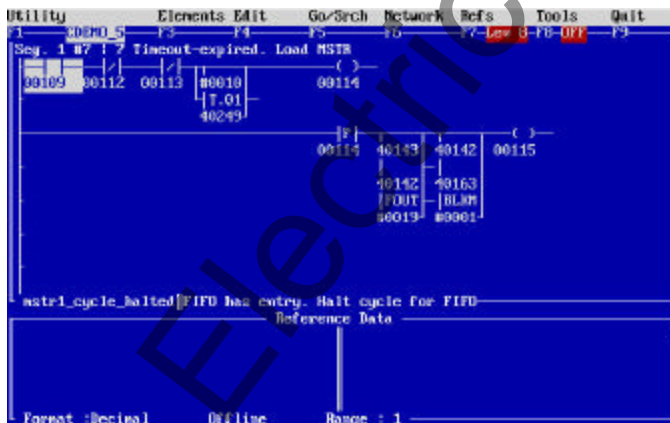 Utility Elements Edit Go/Srch Network Refs Tools Quit
F1 CDEMO_S F3 F4 F5 F6 F7-Lev 8-F8-OFF-F9
Seg. 1 #7 : 7 Timeout-expired. Load MSTR
00109 00112 00113 #0010 00114
T.01
40249
00114 40143 40142 00115
40142 40163
FOUT BLKM
#0019 #0001
mstr1_cycle_halted FIFO has entry. Halt cycle for FIFO
Reference Data
Format :Decimal Offline Range : 1
Electric